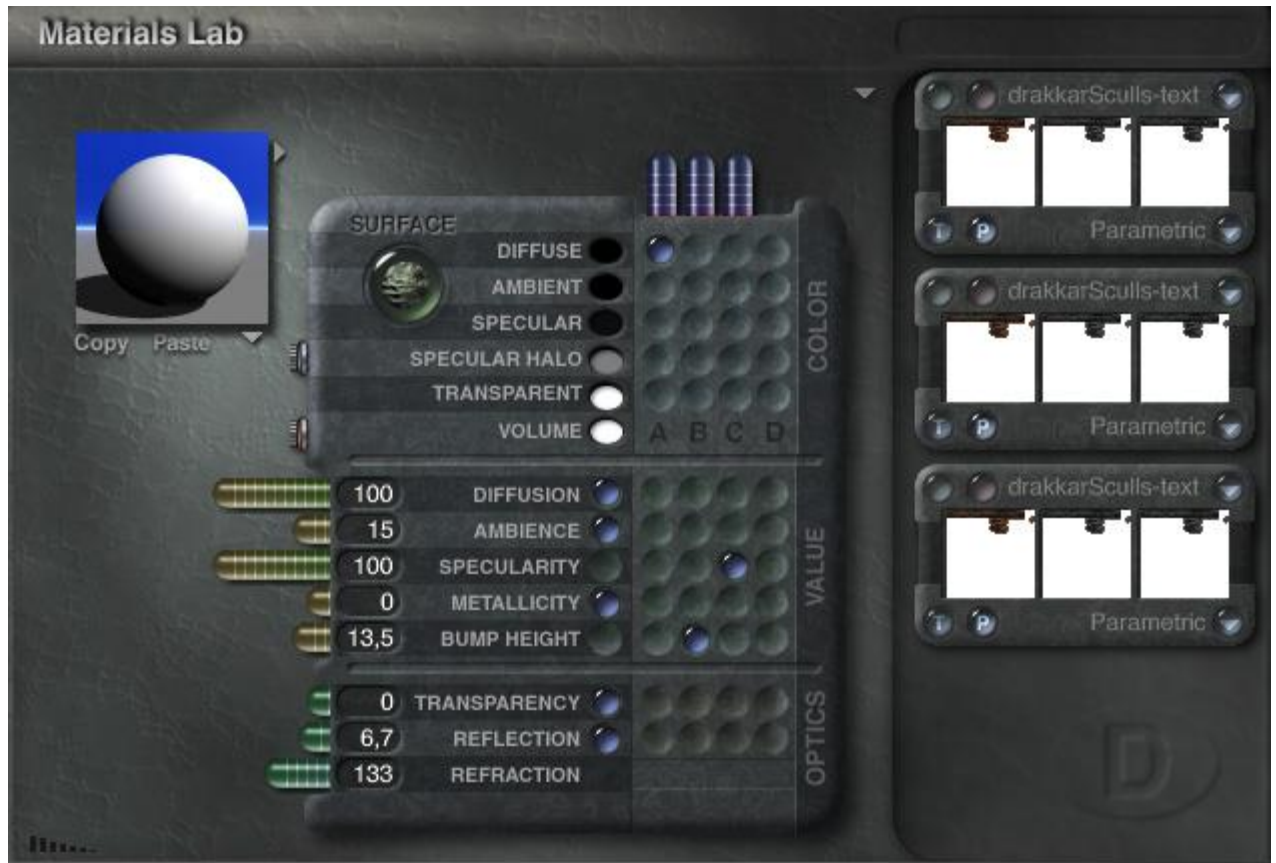 Materials Lab
drakkarSculls-text
T P Parametric
drakkarSculls-text
T P Parametric
drakkarSculls-text
T P Parametric
D
Copy Paste
SURFACE
DIFFUSE
AMBIENT
SPECULAR
SPECULAR HALO
TRANSPARENT
VOLUME A B C D
COLOR
100 DIFFUSION
15 AMBIENCE
100 SPECULARITY
0 METALLICITY
13,5 BUMP HEIGHT
VALUE
0 TRANSPARENCY
6,7 REFLECTION
133 REFRACTION
OPTICS